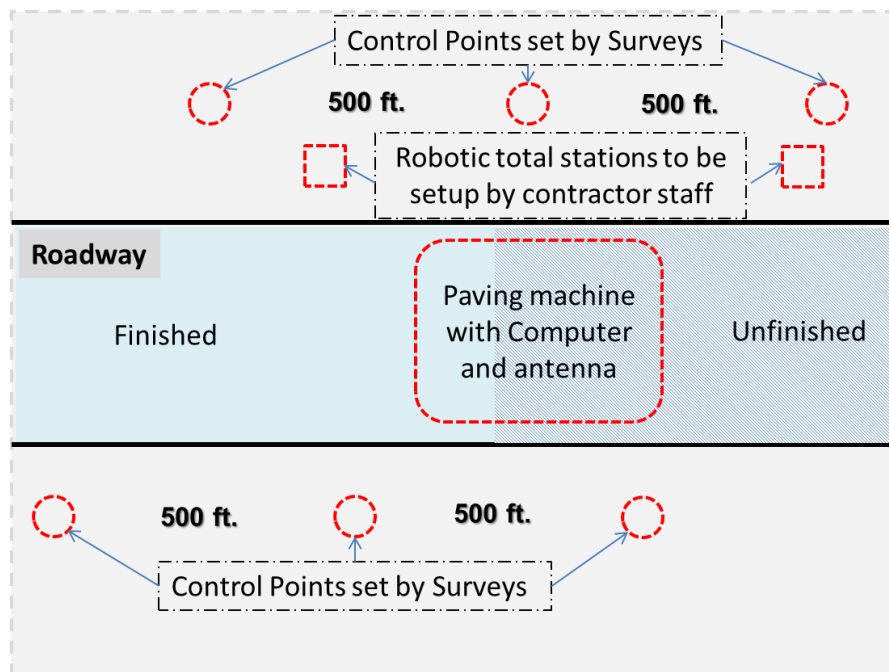 Control Points set by Surveys
500 ft.
500 ft.
Robotic total stations to be
setup by contractor staff
Roadway
Finished
Paving machine
with Computer
and antenna
Unfinished
500 ft.
500 ft.
Control Points set by Surveys